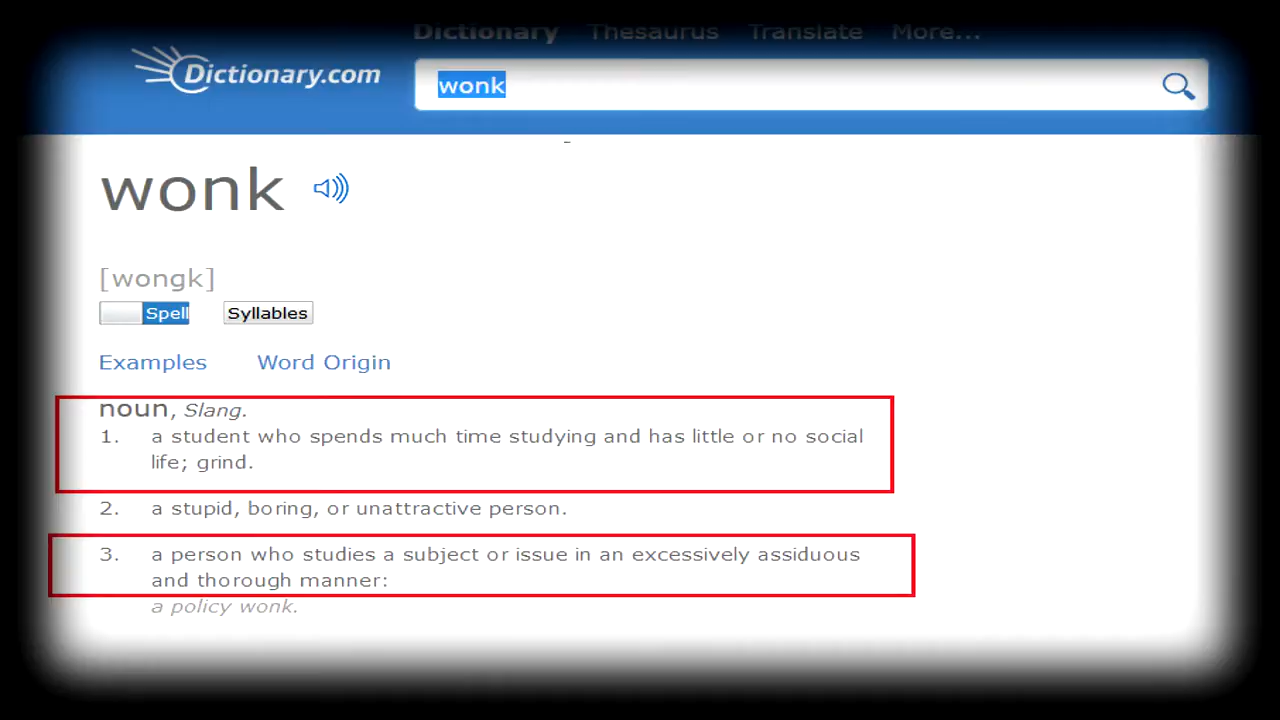 Dictionary Thesaurus Translate More...
Dictionary.com
wonk
wonk
[wongk]
Spell Syllables
Examples Word Origin
noun, Slang.
1. a student who spends much time studying and has little or no social
life; grind.
2. a stupid, boring, or unattractive person.
3. a person who studies a subject or issue in an excessively assiduous
and thorough manner:
a policy wonk.